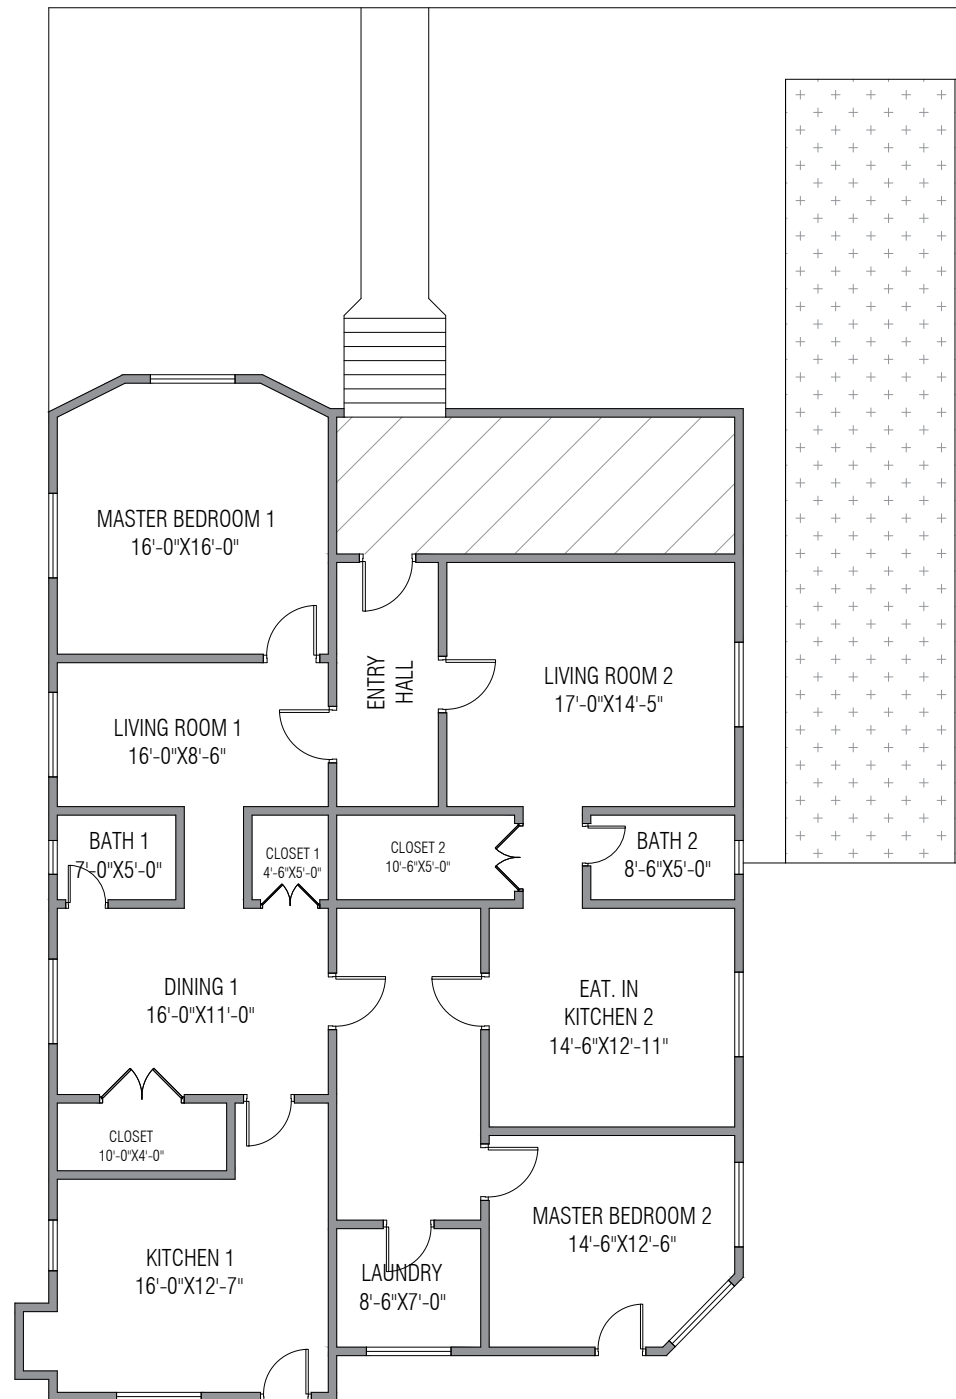 MASTER BEDROOM 1
16'-0"X16'-0"
ENTRY
HALL
LIVING ROOM 2
17'-0"X14'-5"
LIVING ROOM 1
16'-0"X8'-6"
BATH 1
7'-0"X5'-0"
CLOSET 1
4'-6"X5'-0"
CLOSET 2
10'-6"X5'-0"
BATH 2
8'-6"X5'-0"
DINING 1
16'-0"X11'-0"
EAT. IN
KITCHEN 2
14'-6"X12'-11"
CLOSET
10'-0"X4'-0"
MASTER BEDROOM 2
14'-6"X12'-6"
KITCHEN 1
16'-0"X12'-7"
LAUNDRY
8'-6"X7'-0"